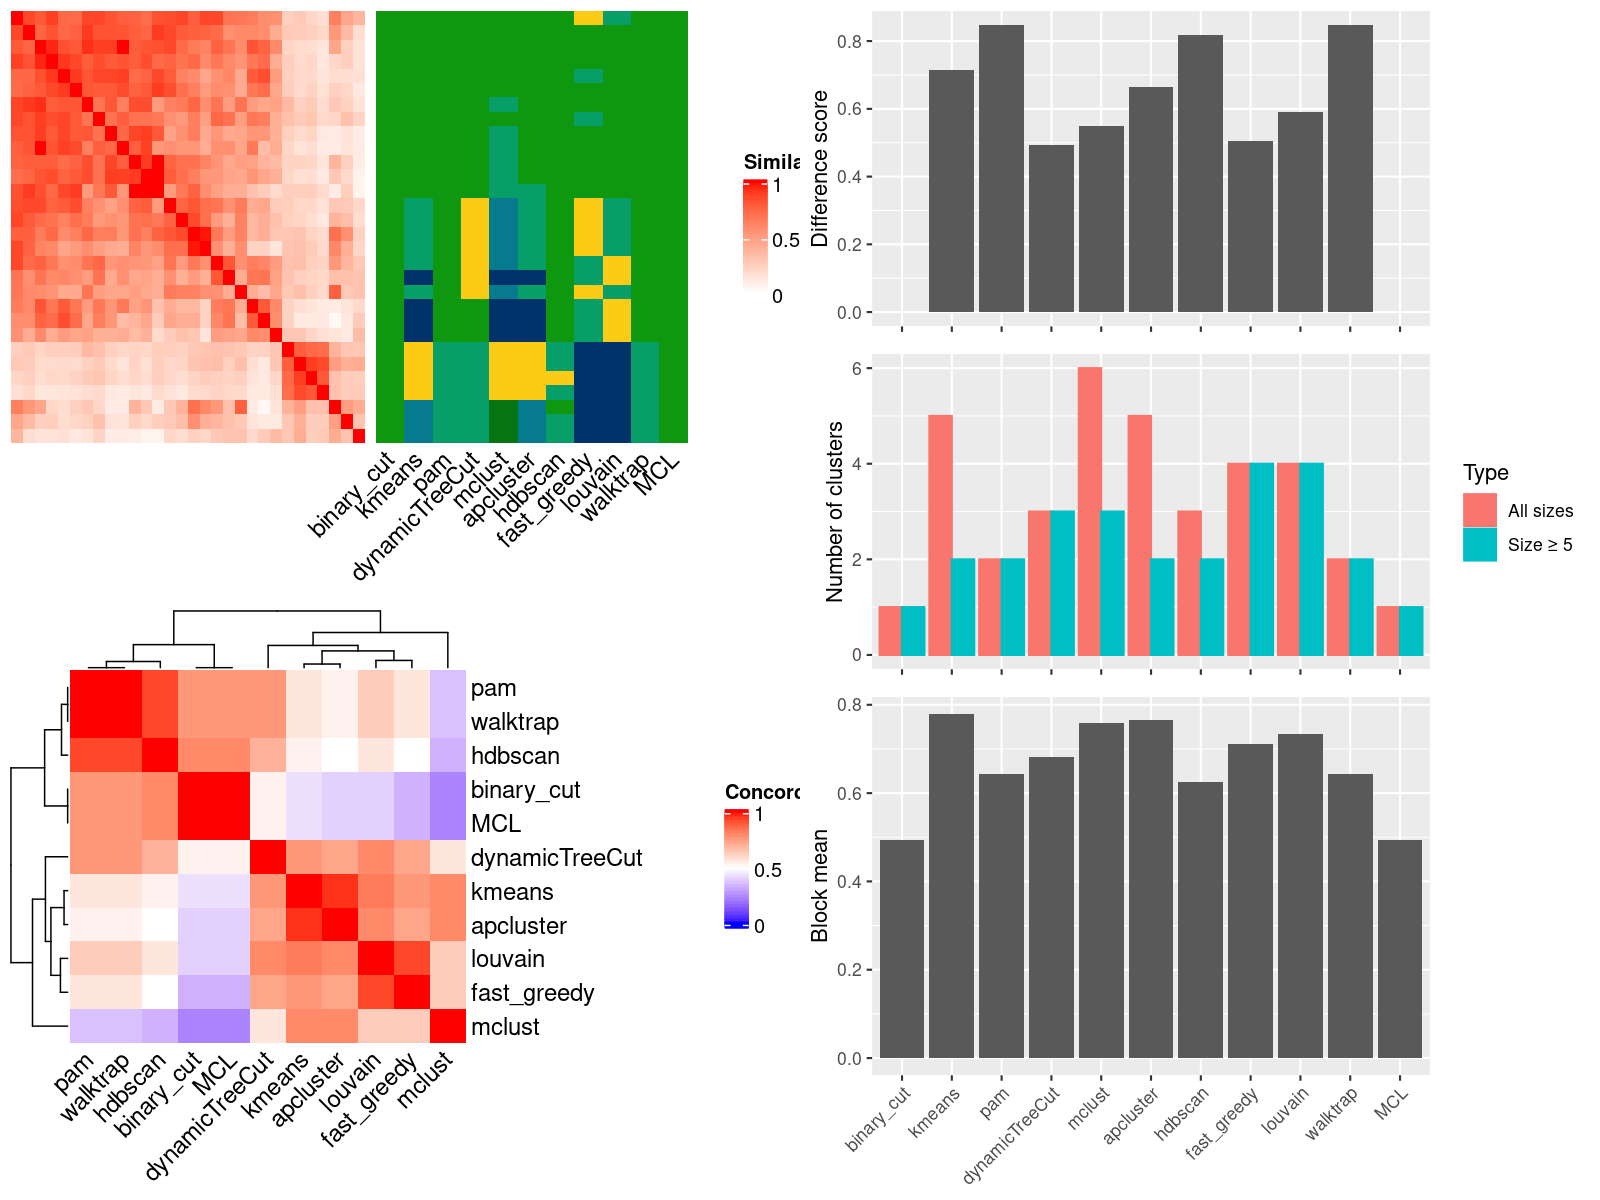 Simila
1
0.5
0
binary_cut
kmeans
pam
dynamicTreeCut
mclust
apcluster
hdbscan
fast_greedy
louvain
walktrap
MCL
pam
walktrap
hdbscan
binary_cut
MCL
dynamicTreeCut
kmeans
apcluster
louvain
fast_greedy
mclust
Concord
1
0.5
0
pam
walktrap
hdbscan
binary_cut
MCL
dynamicTreeCut
kmeans
apcluster
louvain
fast_greedy
mclust
Difference score
0.8
0.6
0.4
0.2
0.0
Number of clusters
6
4
2
0
Type
All sizes
Size ≥ 5
Block mean
0.8
0.6
0.4
0.2
0.0
binary_cut
kmeans
pam
dynamicTreeCut
mclust
apcluster
hdbscan
fast_greedy
louvain
walktrap
MCL